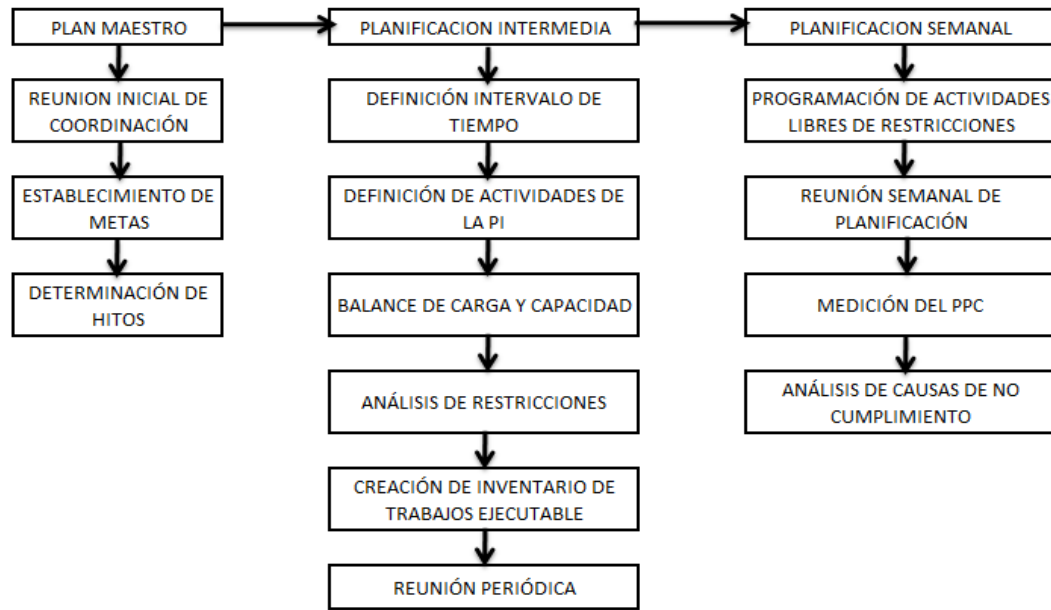 PLAN MAESTRO
REUNION INICIAL DE
COORDINACIÓN
ESTABLECIMIENTO DE
METAS
DETERMINACIÓN DE
HITOS
PLANIFICACION INTERMEDIA
DEFINICIÓN INTERVALO DE
TIEMPO
DEFINICIÓN DE ACTIVIDADES DE
LA PI
BALANCE DE CARGA Y CAPACIDAD
ANÁLISIS DE RESTRICCIONES
CREACIÓN DE INVENTARIO DE
TRABAJOS EJECUTABLE
REUNIÓN PERIÓDICA
PLANIFICACION SEMANAL
PROGRAMACIÓN DE ACTIVIDADES
LIBRES DE RESTRICCIONES
REUNIÓN SEMANAL DE
PLANIFICACIÓN
MEDICIÓN DEL PPC
ANÁLISIS DE CAUSAS DE NO
CUMPLIMIENTO